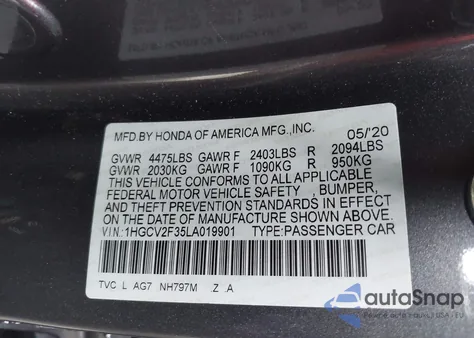 MFD.BY HONDA OF AMERICA MFG.,INC. 05/'20
GVWR 4475LBS GAWR F 2403LBS R 2094LBS
GVWR 2030KG GAWR F 1090KG R 950KG
THIS VEHICLE CONFORMS TO ALL APPLICABLE
FEDERAL MOTOR VEHICLE SAFETY , BUMPER,
AND THEFT PREVENTION STANDARDS IN EFFECT
ON THE DATE OF MANUFACTURE SHOWN ABOVE.
VIN:1HGCV2F35LA019901 TYPE:PASSENGER CAR
TVC L AG7 NH797M .Z .A
autoSnap